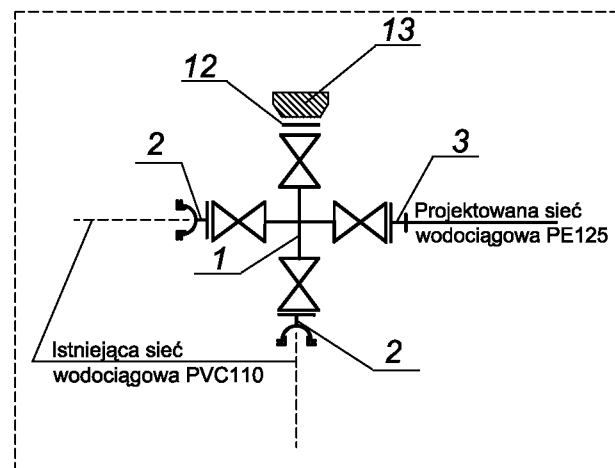 13
12
2
3
Projektowana sieć
wodociągowa PE125
1
Istniejąca sieć
wodociągowa PVC110
2